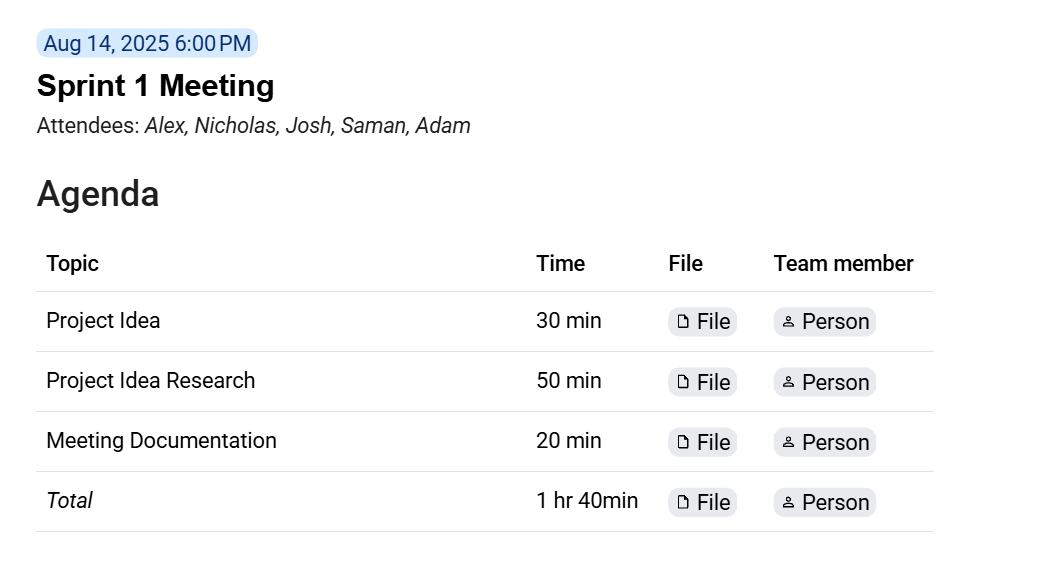 Aug 14, 2025 6:00 PM
Sprint 1 Meeting
Attendees: Alex, Nicholas, Josh, Saman, Adam
Agenda
Topic Time File Team member
Project Idea 30 min File Person
Project Idea Research 50 min File Person
Meeting Documentation 20 min File Person
Total 1 hr 40min File Person